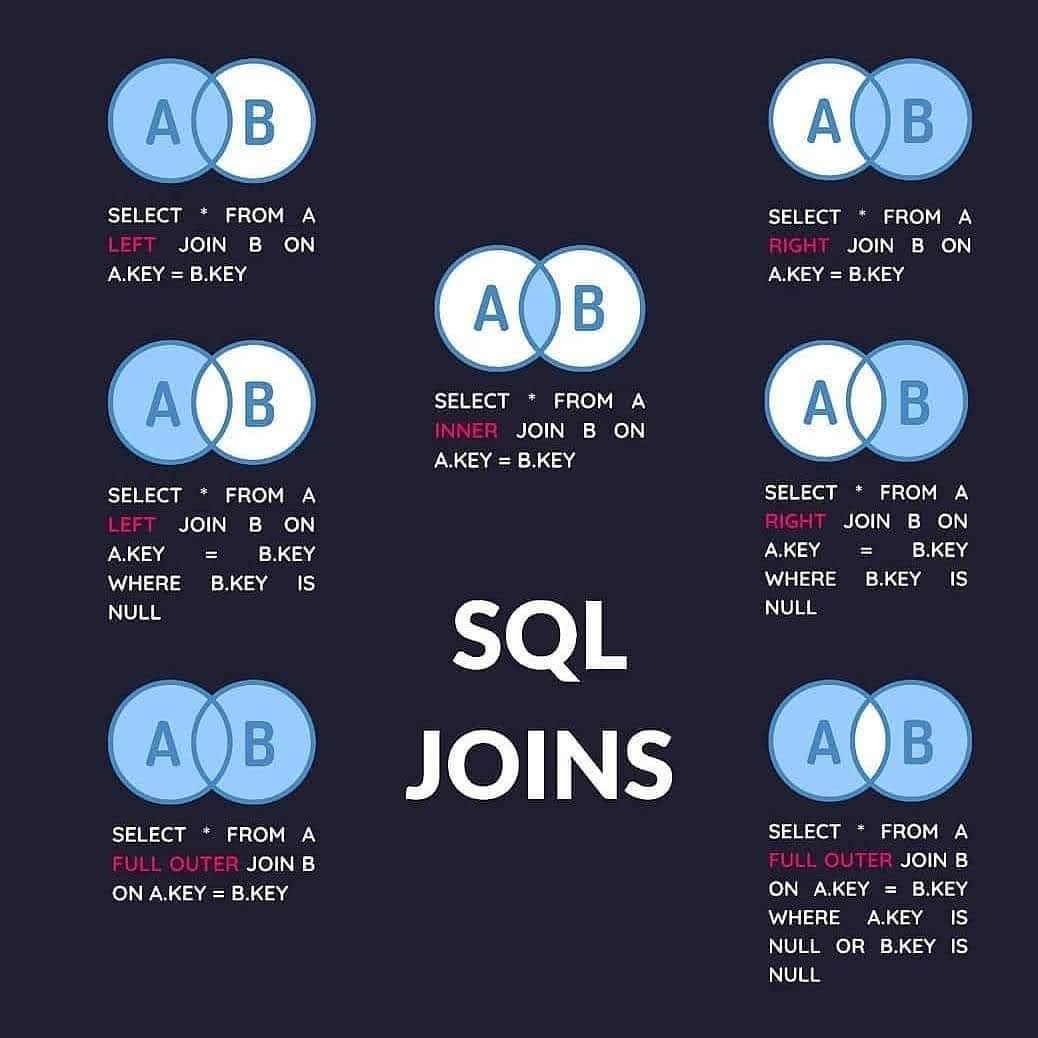 A B
SELECT * FROM A
LEFT JOIN B ON
A.KEY = B.KEY
A B
SELECT * FROM A
LEFT JOIN B ON
A.KEY = B.KEY
WHERE B.KEY IS
NULL
A B
SELECT * FROM A
FULL OUTER JOIN B
ON A.KEY = B.KEY
A B
SELECT * FROM A
INNER JOIN B ON
A.KEY = B.KEY
SQL
JOINS
A B
SELECT * FROM A
RIGHT JOIN B ON
A.KEY = B.KEY
A B
SELECT * FROM A
RIGHT JOIN B ON
A.KEY = B.KEY
WHERE B.KEY IS
NULL
A B
SELECT * FROM A
FULL OUTER JOIN B
ON A.KEY = B.KEY
WHERE A.KEY IS
NULL OR B.KEY IS
NULL